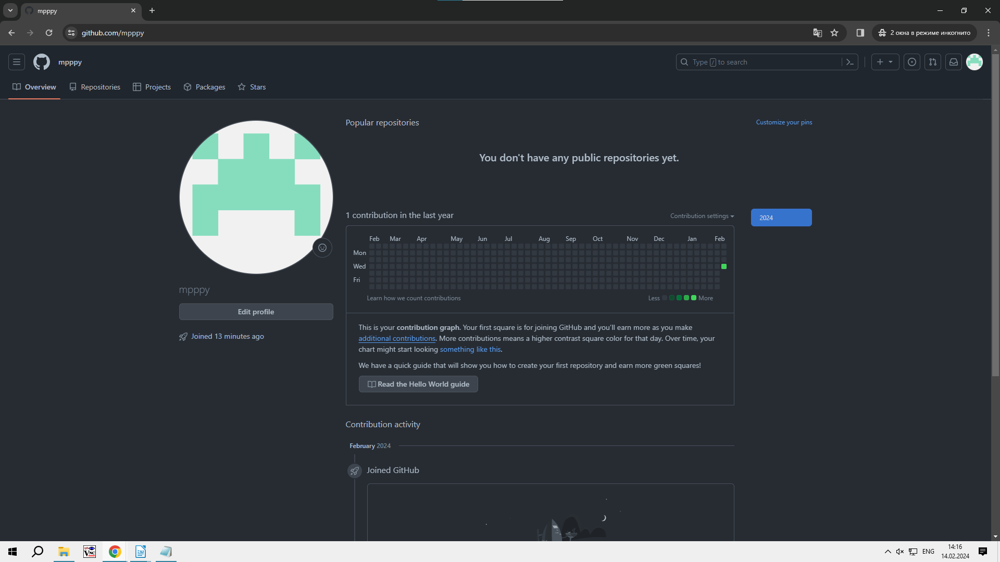 mpppy
github.com/mpppy
2 окна в режиме инкогнито
mpppy
Type / to search
Overview
Repositories
Projects
Packages
Stars
Popular repositories
Customize your pins
You don't have any public repositories yet.
1 contribution in the last year
Contribution settings
2024
Feb Mar Apr May Jun Jul Aug Sep Oct Nov Dec Jan Feb
Mon
Wed
Fri
Learn how we count contributions
Less More
mpppy
Edit profile
Joined 13 minutes ago
This is your contribution graph. Your first square is for joining GitHub and you'll earn more as you make
additional contributions. More contributions means a higher contrast square color for that day. Over time, your
chart might start looking something like this.
We have a quick guide that will show you how to create your first repository and earn more green squares!
Read the Hello World guide
Contribution activity
February 2024
Joined GitHub
VNC
ENG
14:16
14.02.2024